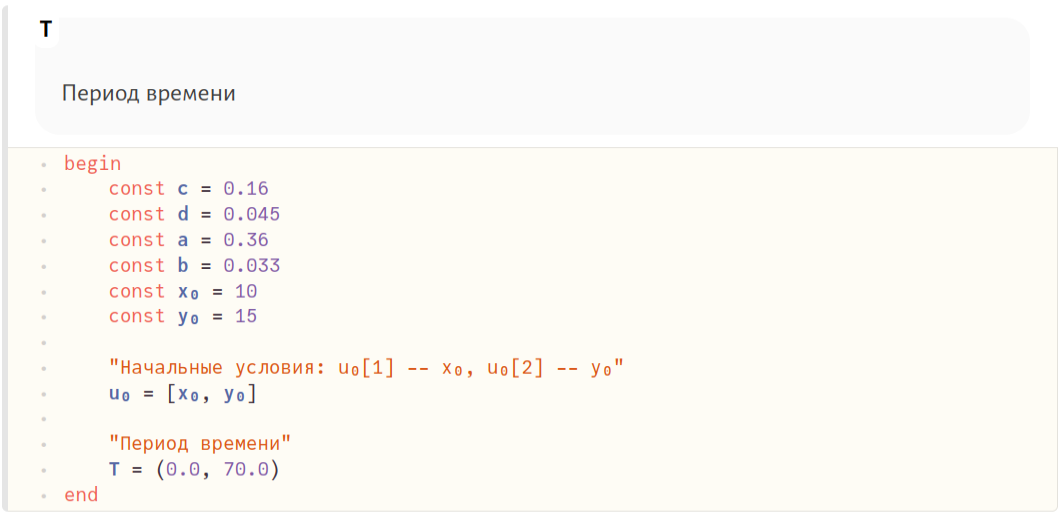 T
Период времени
begin
    const c = 0.16
    const d = 0.045
    const a = 0.36
    const b = 0.033
    const x₀ = 10
    const y₀ = 15
    "Начальные условия: u₀[1] -- x₀, u₀[2] -- y₀"
    u₀ = [x₀, y₀]
    "Период времени"
    T = (0.0, 70.0)
end